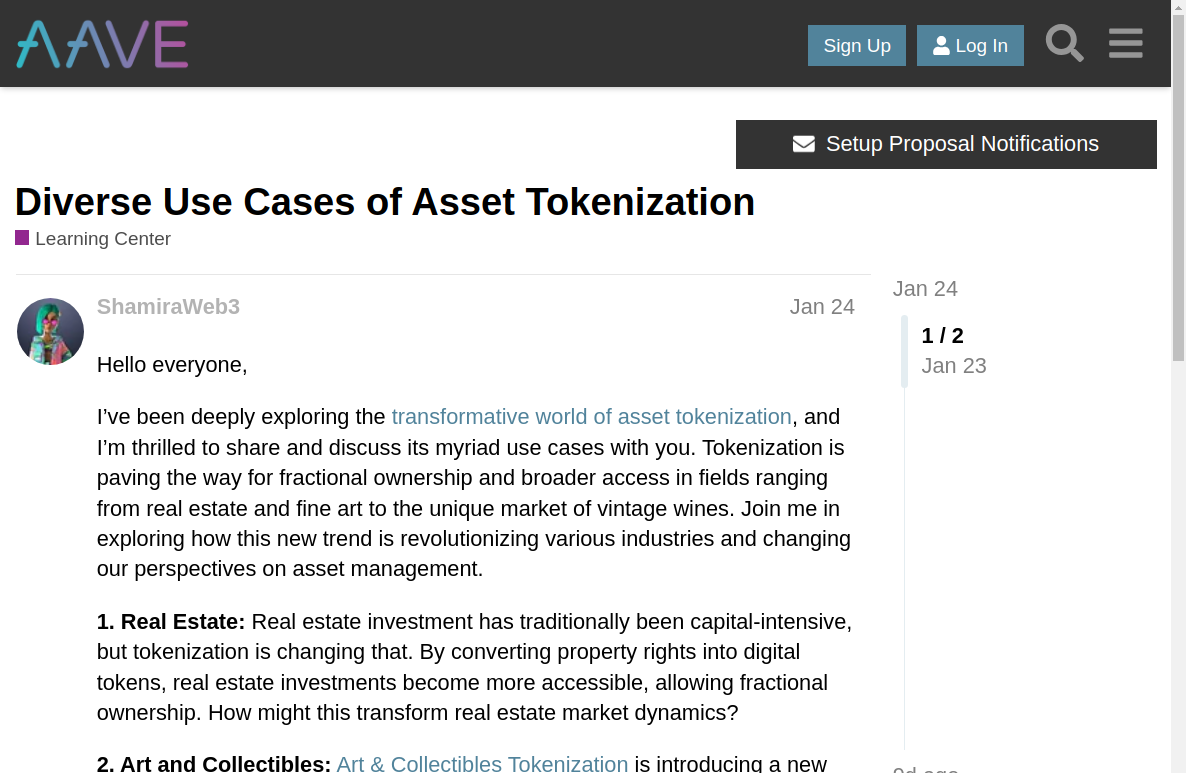 AAVE
Sign Up
Log In
Setup Proposal Notifications
Diverse Use Cases of Asset Tokenization
Learning Center
ShamiraWeb3
Jan 24
Jan 24
1 / 2
Jan 23
Hello everyone,
I’ve been deeply exploring the transformative world of asset tokenization, and
I’m thrilled to share and discuss its myriad use cases with you. Tokenization is
paving the way for fractional ownership and broader access in fields ranging
from real estate and fine art to the unique market of vintage wines. Join me in
exploring how this new trend is revolutionizing various industries and changing
our perspectives on asset management.
1. Real Estate: Real estate investment has traditionally been capital-intensive,
but tokenization is changing that. By converting property rights into digital
tokens, real estate investments become more accessible, allowing fractional
ownership. How might this transform real estate market dynamics?
2. Art and Collectibles: Art & Collectibles Tokenization is introducing a new